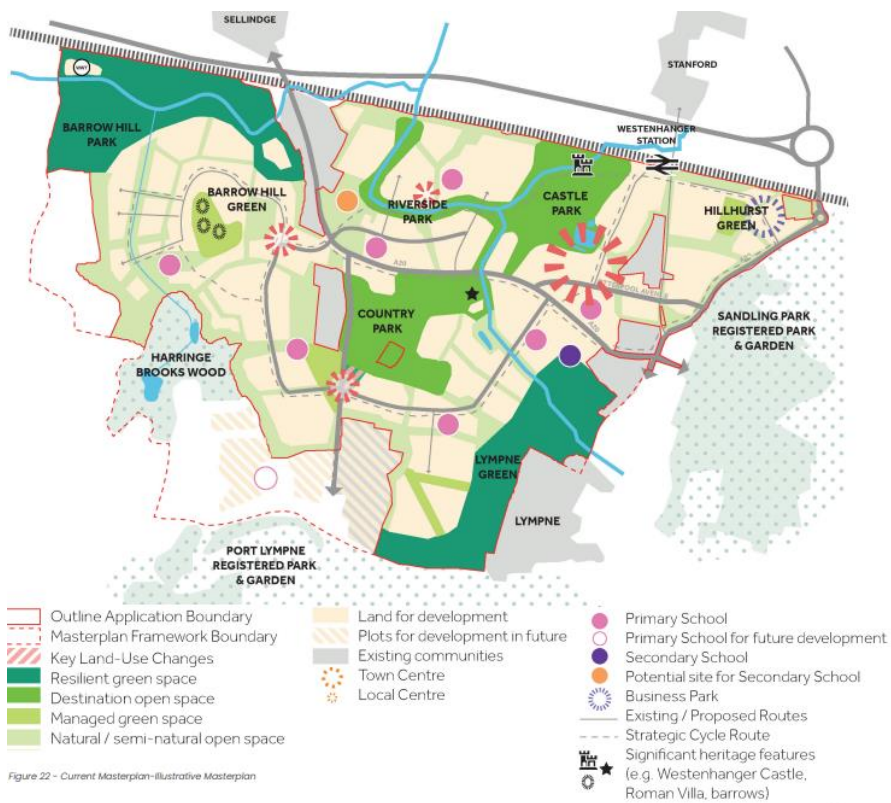 SELLINDGE
STANFORD
WWT
WESTENHANGER
STATION
BARROW HILL
PARK
BARROW HILL
GREEN
RIVERSIDE
PARK
CASTLE
PARK
HILLHURST
GREEN
A20
COUNTRY
PARK
A20
SANDLING PARK
REGISTERED PARK
& GARDEN
HARRINGE
BROOKS WOOD
LYMPNE
GREEN
LYMPNE
PORT LYMPNE
REGISTERED PARK
& GARDEN
Outline Application Boundary
Masterplan Framework Boundary
Key Land-Use Changes
Resilient green space
Destination open space
Managed green space
Natural / semi-natural open space
Land for development
Plots for development in future
Existing communities
Town Centre
Local Centre
Primary School
Primary School for future development
Secondary School
Potential site for Secondary School
Business Park
Existing / Proposed Routes
Strategic Cycle Route
Significant heritage features
(e.g. Westenhanger Castle,
Roman Villa, barrows)
Figure 22 - Current Masterplan-Illustrative Masterplan